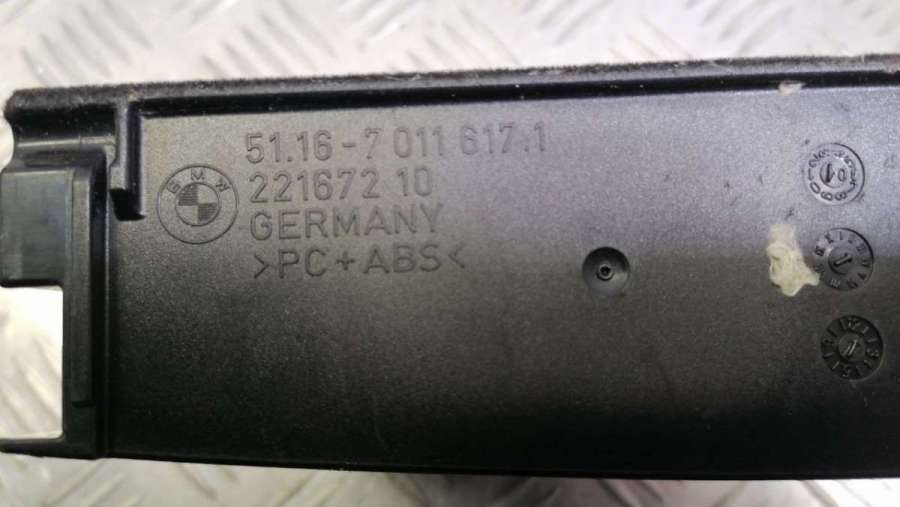 51.16-7 011 617.1
221672 10
BMW
GERMANY
>PC+ABS<